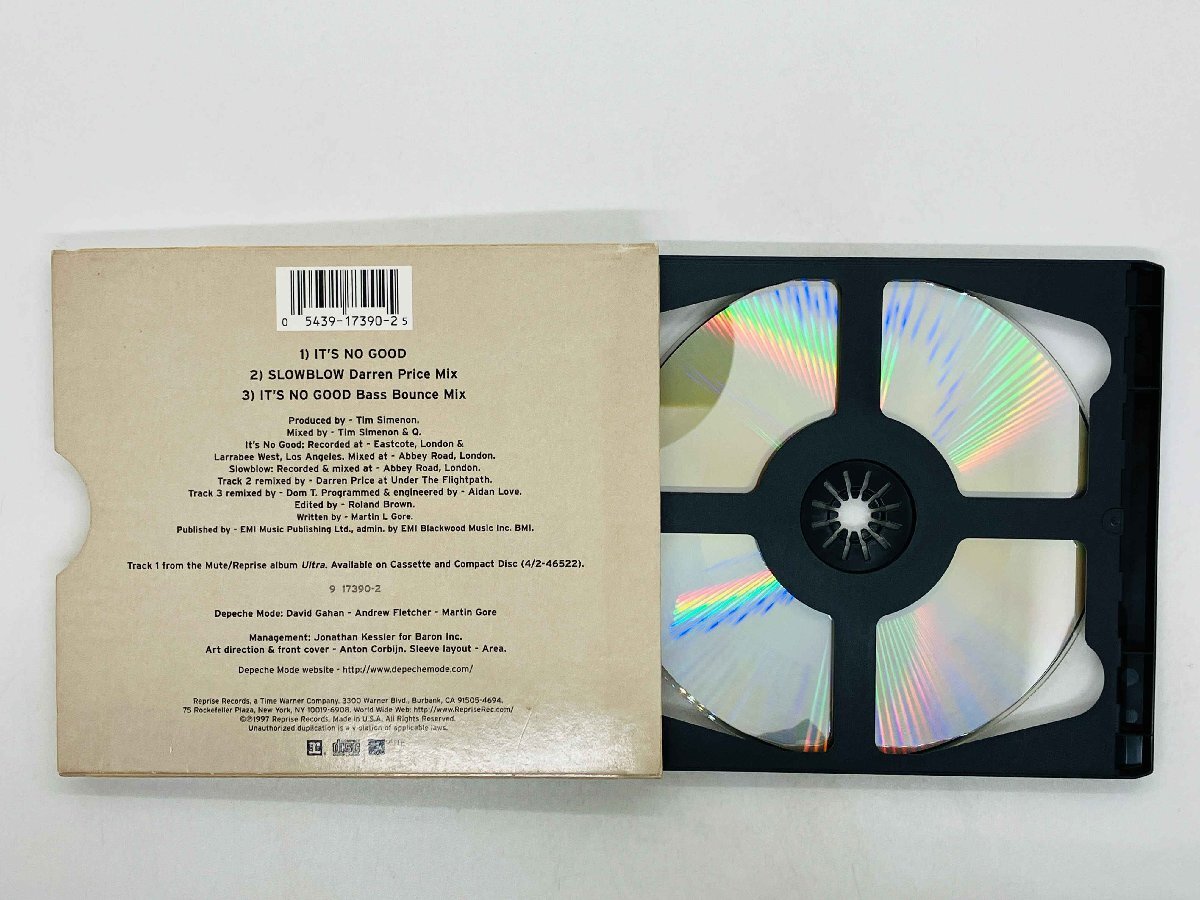 0 5439-17390-2 5
1) IT'S NO GOOD
2) SLOWBLOW Darren Price Mix
3) IT'S NO GOOD Bass Bounce Mix
Produced by - Tim Simenon.
Mixed by - Tim Simenon & Q.
It's No Good: Recorded at - Eastcote, London &
Larrabee West, Los Angeles. Mixed at - Abbey Road, London.
Slowblow: Recorded & mixed at - Abbey Road, London.
Track 2 remixed by - Darren Price at Under The Flightpath.
Track 3 remixed by - Dom T. Programmed & engineered by - Aidan Love.
Edited by - Roland Brown.
Written by - Martin L Gore.
Published by - EMI Music Publishing Ltd., admin. by EMI Blackwood Music Inc. BMI.
Track 1 from the Mute/Reprise album Ultra. Available on Cassette and Compact Disc (4/2-46522).
9 17390-2
Depeche Mode: David Gahan - Andrew Fletcher - Martin Gore
Management: Jonathan Kessler for Baron Inc.
Art direction & front cover - Anton Corbijn. Sleeve layout - Area.
Depeche Mode website - http://www.depechemode.com/
Reprise Records, a Time Warner Company, 3300 Warner Blvd., Burbank, CA 91505-4694.
75 Rockefeller Plaza, New York, NY 10019-6908. World Wide Web: http://www.RepriseRec.com/
©℗1997 Reprise Records. Made in U.S.A. All Rights Reserved.
Unauthorized duplication is a violation of applicable laws.
disc